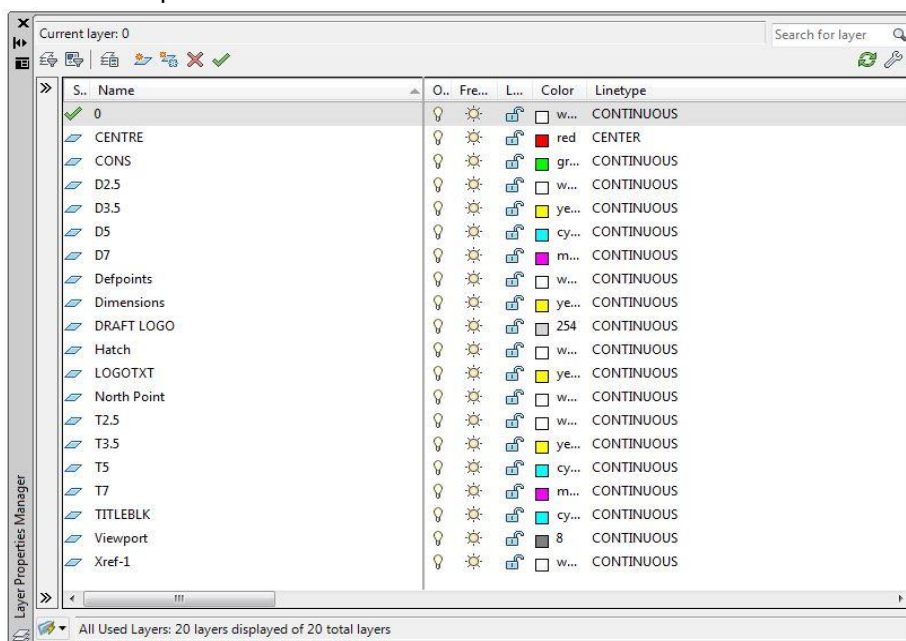 Current layer: 0
Search for layer
S.. Name O.. Fre... L... Color Linetype
0 w... CONTINUOUS
CENTRE red CENTER
CONS gr... CONTINUOUS
D2.5 w... CONTINUOUS
D3.5 ye... CONTINUOUS
D5 cy... CONTINUOUS
D7 m... CONTINUOUS
Defpoints w... CONTINUOUS
Dimensions ye... CONTINUOUS
DRAFT LOGO 254 CONTINUOUS
Hatch w... CONTINUOUS
LOGOTXT ye... CONTINUOUS
North Point w... CONTINUOUS
T2.5 w... CONTINUOUS
T3.5 ye... CONTINUOUS
T5 cy... CONTINUOUS
T7 m... CONTINUOUS
TITLEBLK cy... CONTINUOUS
Viewport 8 CONTINUOUS
Xref-1 w... CONTINUOUS
Layer Properties Manager
All Used Layers: 20 layers displayed of 20 total layers